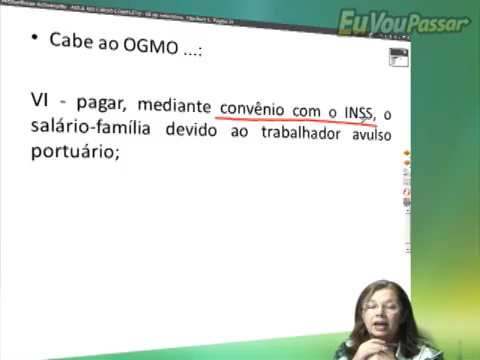 EuVouPassar
• Cabe ao OGMO ...:
VI - pagar, mediante convênio com o INSS, o
salário-família devido ao trabalhador avulso
portuário;